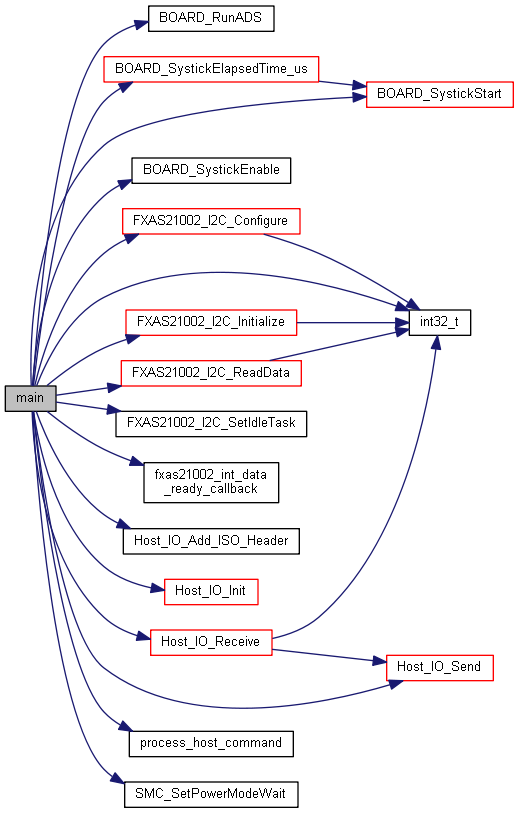 BOARD_RunADS
BOARD_SystickElapsedTime_us
BOARD_SystickStart
BOARD_SystickEnable
FXAS21002_I2C_Configure
int32_t
FXAS21002_I2C_Initialize
FXAS21002_I2C_ReadData
main
FXAS21002_I2C_SetIdleTask
fxas21002_int_data
_ready_callback
Host_IO_Add_ISO_Header
Host_IO_Init
Host_IO_Receive
Host_IO_Send
process_host_command
SMC_SetPowerModeWait